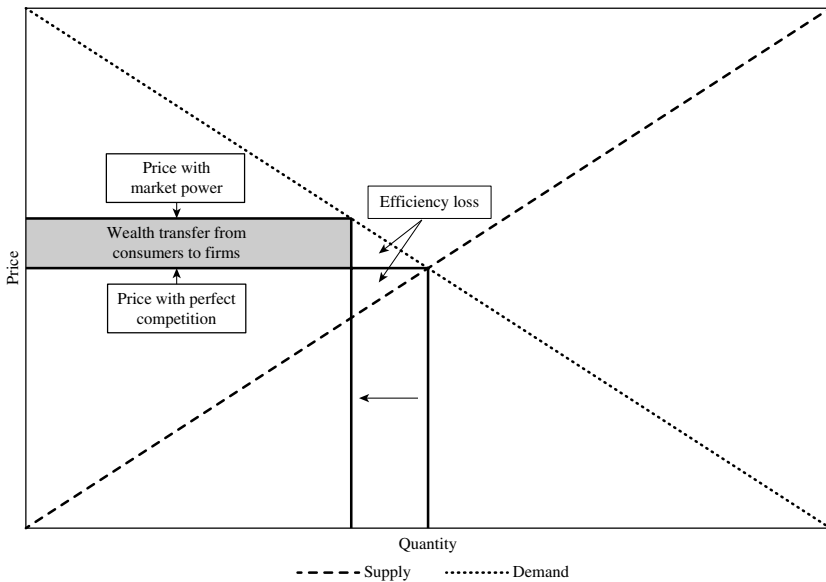 Price with
market power
Efficiency loss
Wealth transfer from
consumers to firms
Price
Price with perfect
competition
Quantity
Supply
Demand